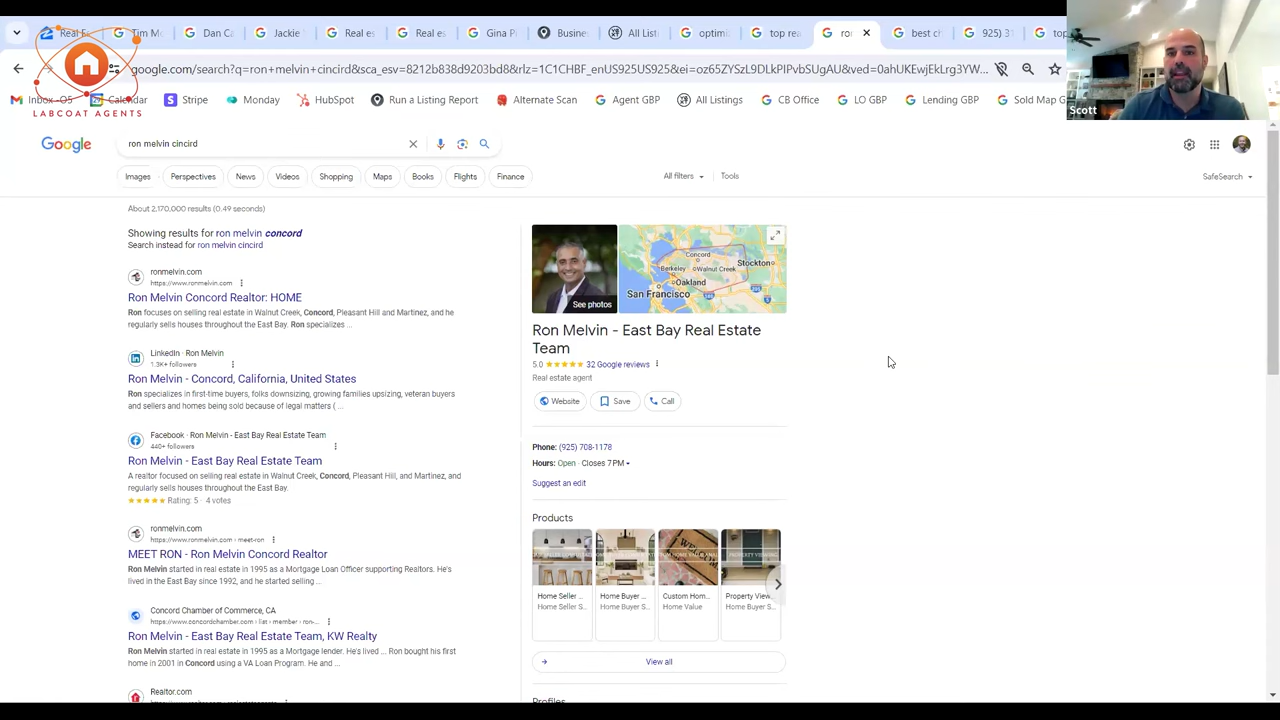 Real Es
Tim M
Dan Ca
Jackie
Real es
Real es
Gina P
Busine
All List
optimi
top rea
ro
best ch
925) 3
top
LABCOAT AGENTS
google.com/search?q=ron+melvin+cincird&sca_esv=8212b838d925fbd8&rlz=1C1CHBF_enUS925US925&ei=oz65ZYSzL9DLkPIPvbSUgAU&ved=0ahUKEwjEkLrg3YW...
Inbox
Calendar
Stripe
Monday
HubSpot
Run a Listing Report
Alternate Scan
Agent GBP
All Listings
CB Office
LO GBP
Lending GBP
Sold Map G
Scott
Google
ron melvin cincird
Images
Perspectives
News
Videos
Shopping
Maps
Books
Flights
Finance
All filters
Tools
SafeSearch
About 2,170,000 results (0.49 seconds)
Showing results for ron melvin concord
Search instead for ron melvin cincird
ronmelvin.com
https://www.ronmelvin.com
Ron Melvin Concord Realtor: HOME
Ron focuses on selling real estate in Walnut Creek, Concord, Pleasant Hill and Martinez, and he
regularly sells houses throughout the East Bay. Ron specializes ...
LinkedIn · Ron Melvin
1.3K+ followers
Ron Melvin - Concord, California, United States
Ron specializes in first-time buyers, folks downsizing, growing families upsizing, veteran buyers
and sellers and homes being sold because of legal matters ( ...
Facebook · Ron Melvin - East Bay Real Estate Team
440+ followers
Ron Melvin - East Bay Real Estate Team
A realtor focused on selling real estate in Walnut Creek, Concord, Pleasant Hill, and Martinez, and
regularly sells houses throughout the East Bay.
Rating: 5 · 4 votes
ronmelvin.com
https://www.ronmelvin.com › meet-ron
MEET RON - Ron Melvin Concord Realtor
Ron Melvin started in real estate in 1995 as a Mortgage Loan Officer supporting Realtors. He's
lived in the East Bay since 1992, and he started selling ...
Concord Chamber of Commerce, CA
https://www.concordchamber.com › list › member › ron-...
Ron Melvin - East Bay Real Estate Team, KW Realty
Ron Melvin started in real estate in 1995 as a Mortgage lender. He's lived ... Ron bought his first
home in 2001 in Concord using a VA Loan Program. He and ...
Realtor.com
See photos
Concord
Stockton
Berkeley
Walnut Creek
Oakland
San Francisco
Ron Melvin - East Bay Real Estate
Team
5.0
32 Google reviews
Real estate agent
Website
Save
Call
Phone: (925) 708-1178
Hours: Open · Closes 7 PM
Suggest an edit
Products
PROPERTY VIEWING
Home Seller ...
Home Seller S...
Home Buyer ...
Home Buyer S...
Custom Hom...
Home Value
Property View...
Home Buyer S...
View all
Profiles